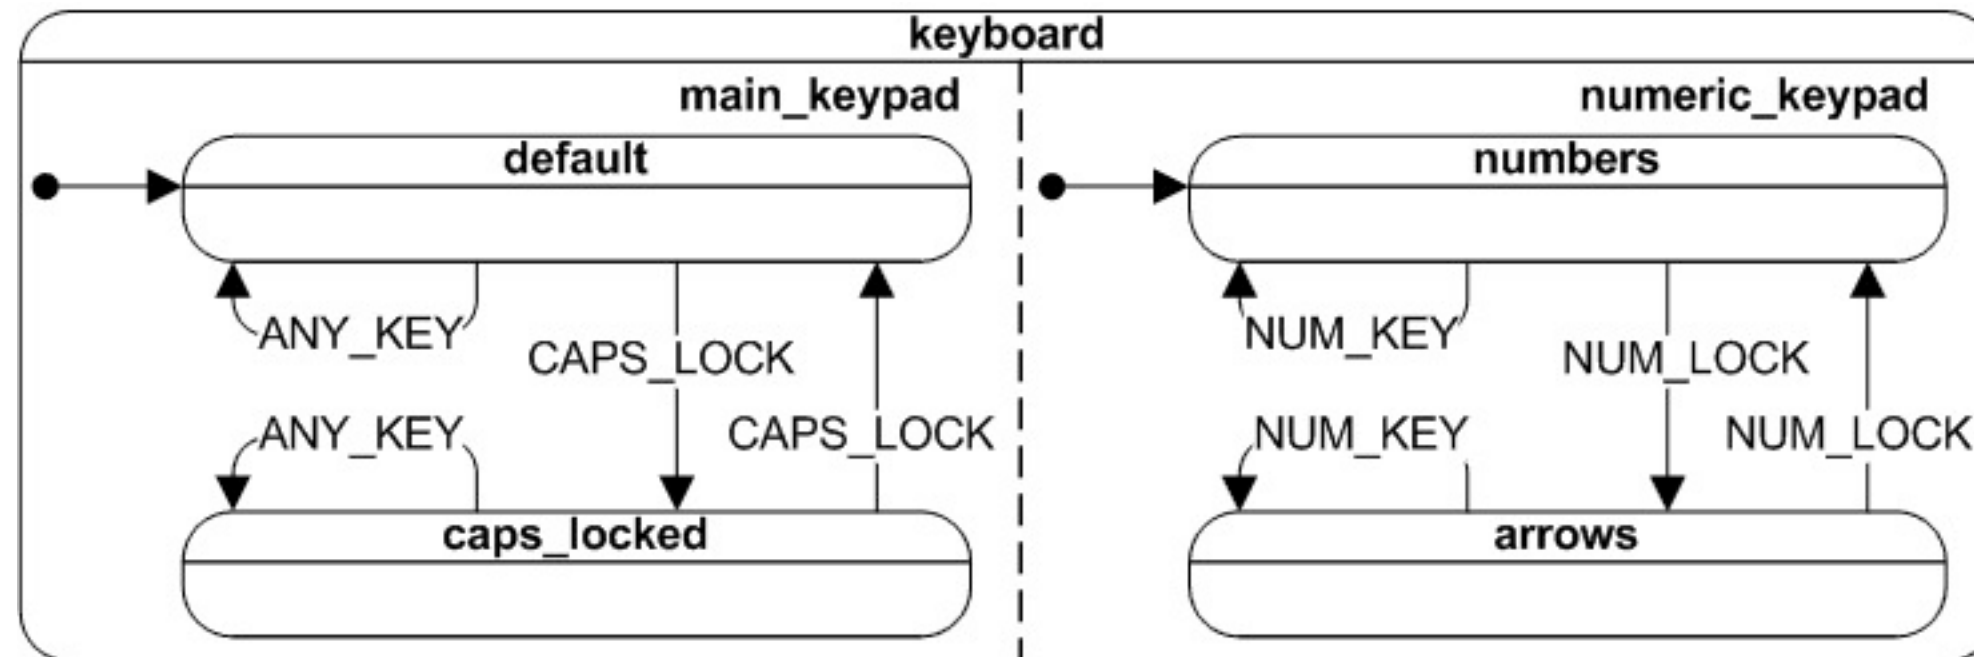 keyboard
main_keypad
default
ANY_KEY
CAPS_LOCK
ANY_KEY
CAPS_LOCK
caps_locked
numeric_keypad
numbers
NUM_KEY
NUM_LOCK
NUM_KEY
NUM_LOCK
arrows